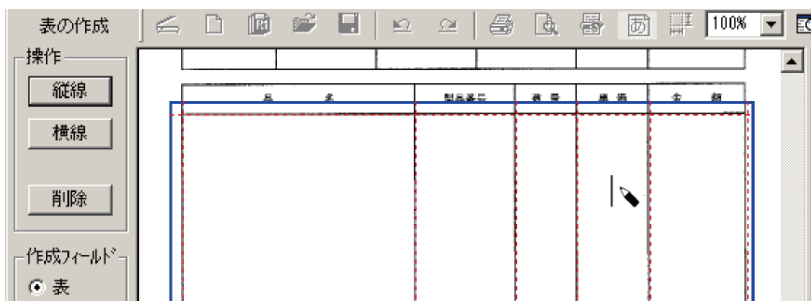 表の作成
100%
操作
縦線
横線
削除
作成フィールド
表
あ
品 名 製品番号 数 量 単 価 金 額